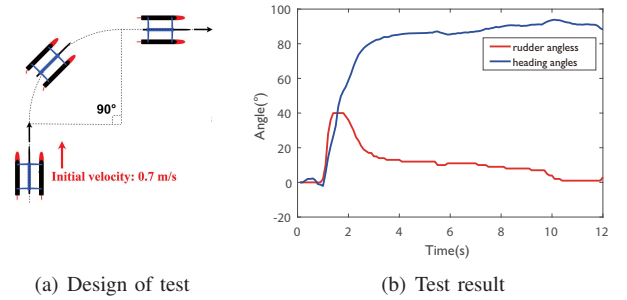 90°
Initial velocity: 0.7 m/s
(a) Design of test
100
80
60
40
20
0
-20
Angle(°)
rudder angless
heading angles
0 2 4 6 8 10 12
Time(s)
(b) Test result